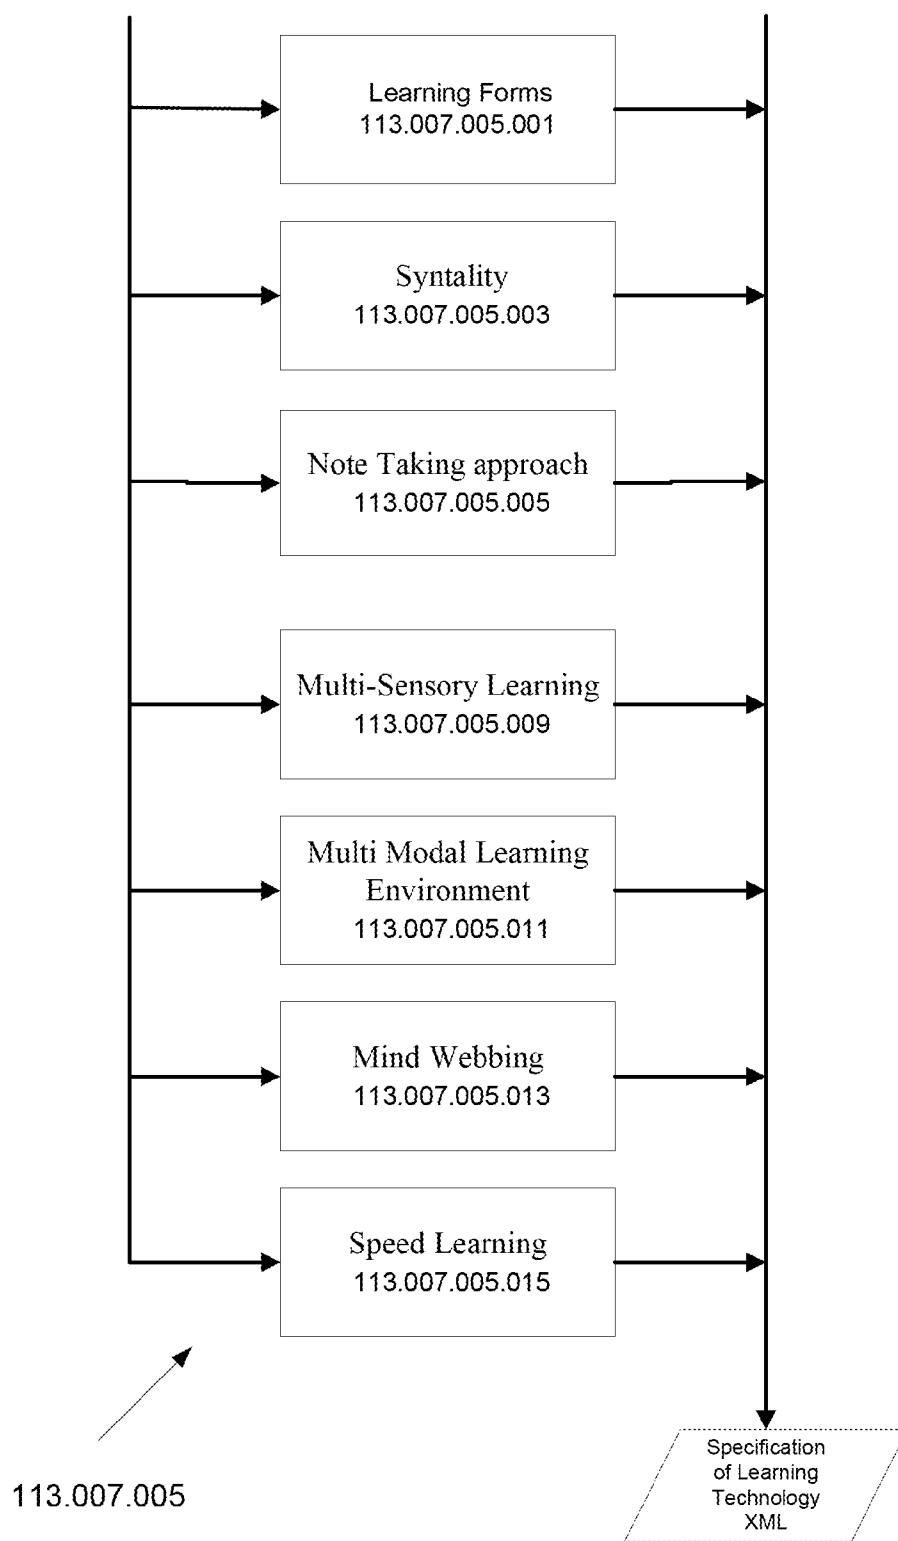 Learning Forms
113.007.005.001
Syntality
113.007.005.003
Note Taking approach
113.007.005.005
Multi-Sensory Learning
113.007.005.009
Multi Modal Learning
Environment
113.007.005.011
Mind Webbing
113.007.005.013
Speed Learning
113.007.005.015
113.007.005
Specification
of Learning
Technology
XML